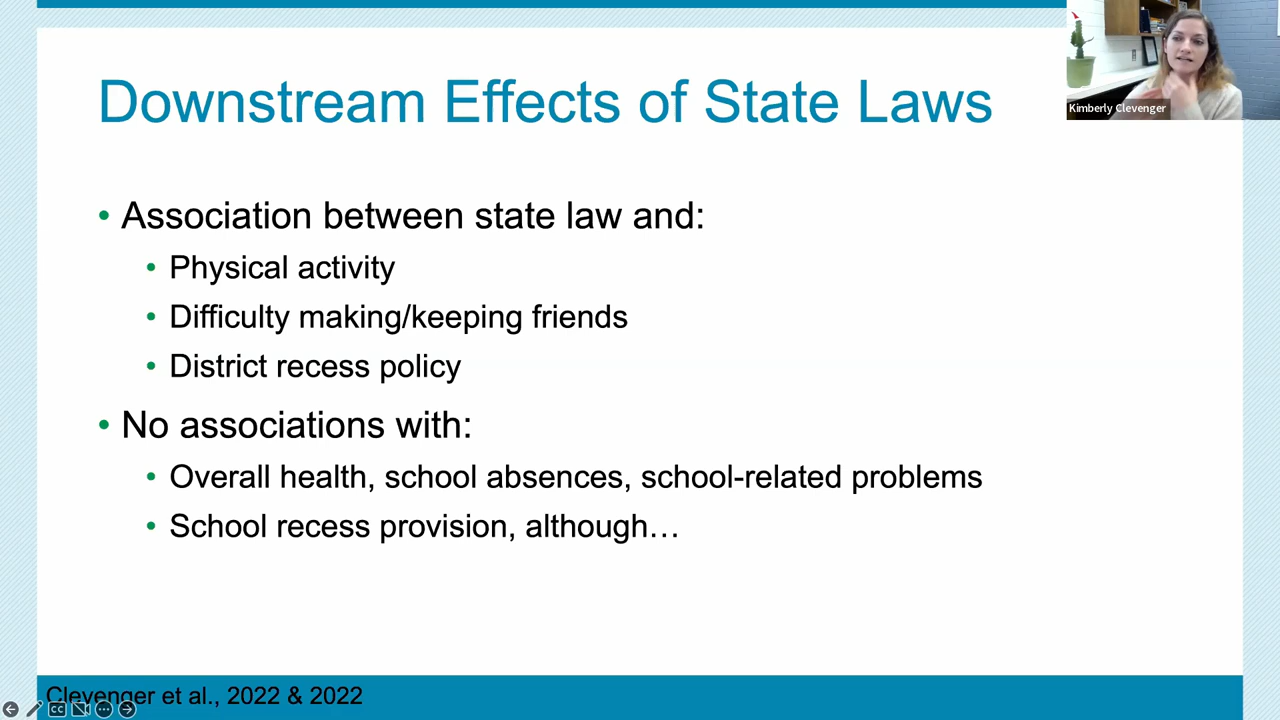 Downstream Effects of State Laws
Kimberly Clevenger
• Association between state law and:
• Physical activity
• Difficulty making/keeping friends
• District recess policy
• No associations with:
• Overall health, school absences, school-related problems
• School recess provision, although…
Clevenger et al., 2022 & 2022
CC